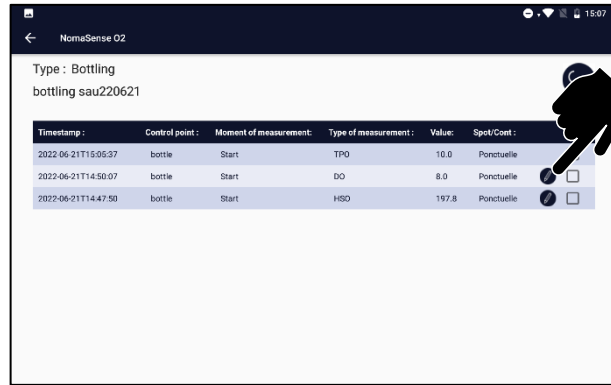 15:07
NomaSense O2
Type : Bottling
bottling sau220621
Timestamp : Control point : Moment of measurement: Type of measurement : Value: Spot/Cont :
2022-06-21T15:05:37 bottle Start TPO 10.0 Ponctuelle
2022-06-21T14:50:07 bottle Start DO 8.0 Ponctuelle
2022-06-21T14:47:50 bottle Start HSO 197.8 Ponctuelle